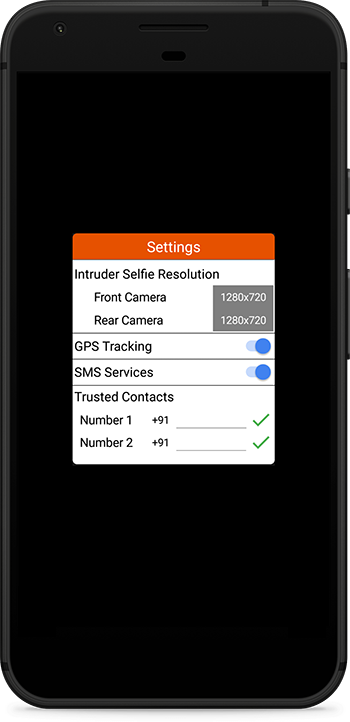 Settings
Intruder Selfie Resolution
Front Camera 1280x720
Rear Camera 1280x720
GPS Tracking
SMS Services
Trusted Contacts
Number 1 +91
Number 2 +91